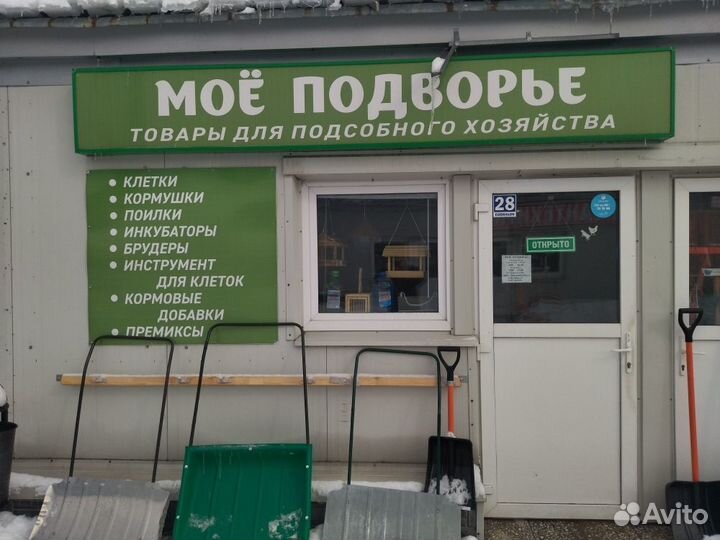 МОЁ ПОДВОРЬЕ
ТОВАРЫ ДЛЯ ПОДСОБНОГО ХОЗЯЙСТВА
• КЛЕТКИ
• КОРМУШКИ
• ПОИЛКИ
• ИНКУБАТОРЫ
• БРУДЕРЫ
• ИНСТРУМЕНТ
ДЛЯ КЛЕТОК
• КОРМОВЫЕ
ДОБАВКИ
• ПРЕМИКСЫ
28
ОТКРЫТО
Avito